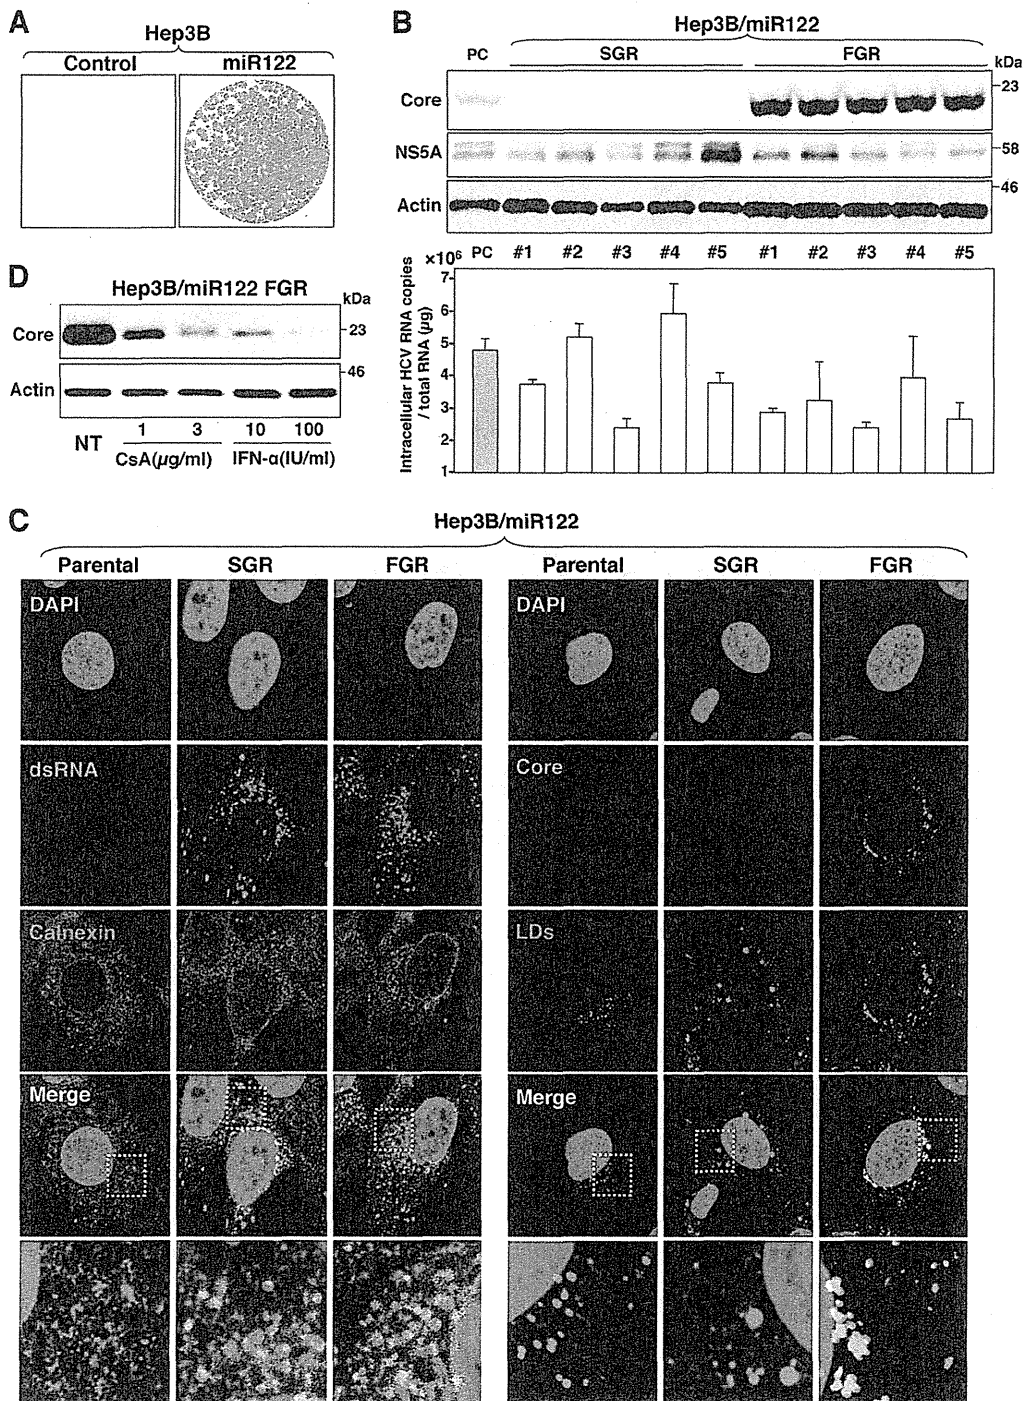 A
Hep3B
Control miR122
B
Hep3B/miR122
PC SGR FGR kDa
Core 23
NS5A 58
46
Actin
PC #1 #2 #3 #4 #5 #1 #2 #3 #4 #5
×10⁶
Intracellular HCV RNA copies
/ total RNA (µg)
7
6
5
4
3
2
1
D
Hep3B/miR122 FGR
kDa
Core 23
46
Actin
NT 1 3 10 100
CsA(µg/ml) IFN-α(IU/ml)
C
Hep3B/miR122
Parental SGR FGR Parental SGR FGR
DAPI DAPI
dsRNA Core
Calnexin LDs
Merge Merge